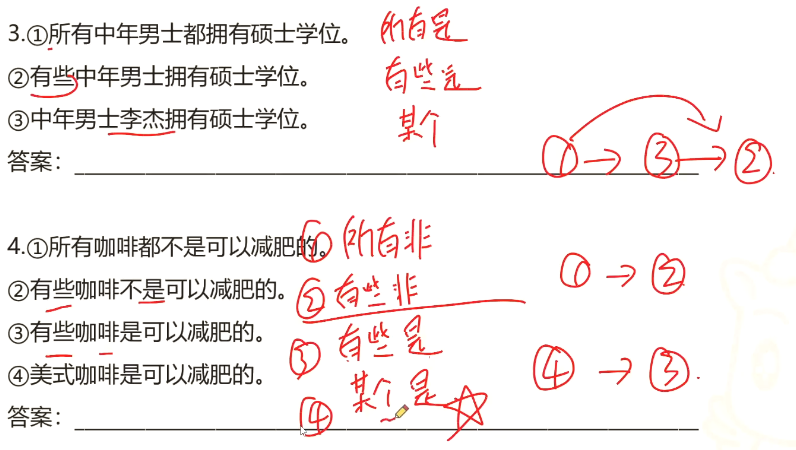 3.①所有中年男士都拥有硕士学位。 所有是
②有些中年男士拥有硕士学位。 有些是
③中年男士李杰拥有硕士学位。 某个
① → ③ → ②
答案：
4.①所有咖啡都不是可以减肥的。 ① 所有非
②有些咖啡不是可以减肥的。 ② 有些非 ① → ②
③有些咖啡是可以减肥的。 ③ 有些是
④美式咖啡是可以减肥的。 ④ 某个是 ④ → ③
答案：